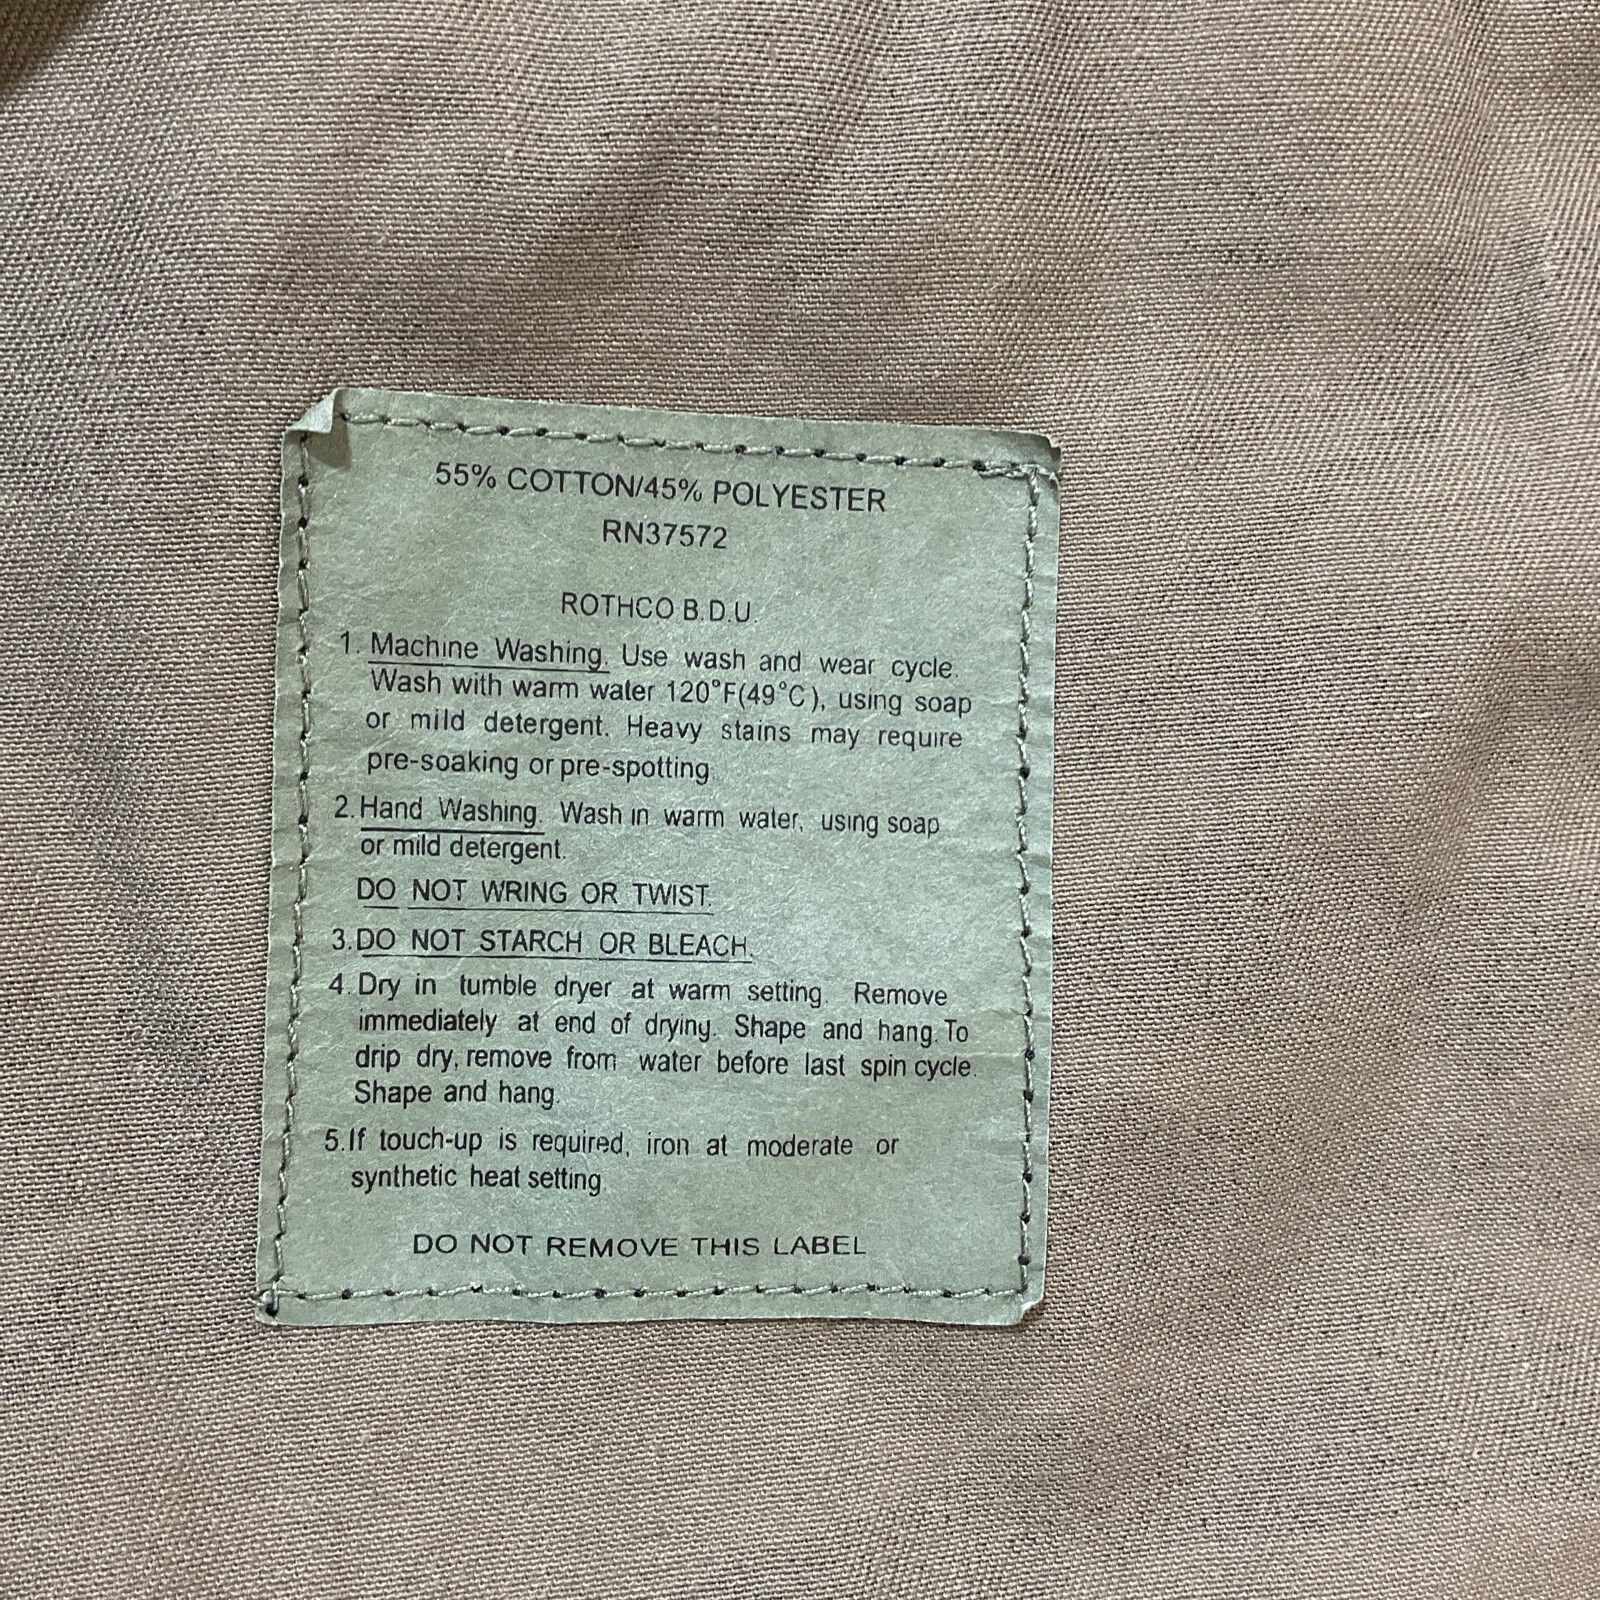 55% COTTON/45% POLYESTER
RN37572
ROTHCO B.D.U.
1. Machine Washing. Use wash and wear cycle.
Wash with warm water 120°F(49°C), using soap
or mild detergent. Heavy stains may require
pre-soaking or pre-spotting
2. Hand Washing. Wash in warm water, using soap
or mild detergent.
DO NOT WRING OR TWIST.
3. DO NOT STARCH OR BLEACH.
4. Dry in tumble dryer at warm setting. Remove
immediately at end of drying. Shape and hang. To
drip dry, remove from water before last spin cycle.
Shape and hang.
5. If touch-up is required, iron at moderate or
synthetic heat setting
DO NOT REMOVE THIS LABEL